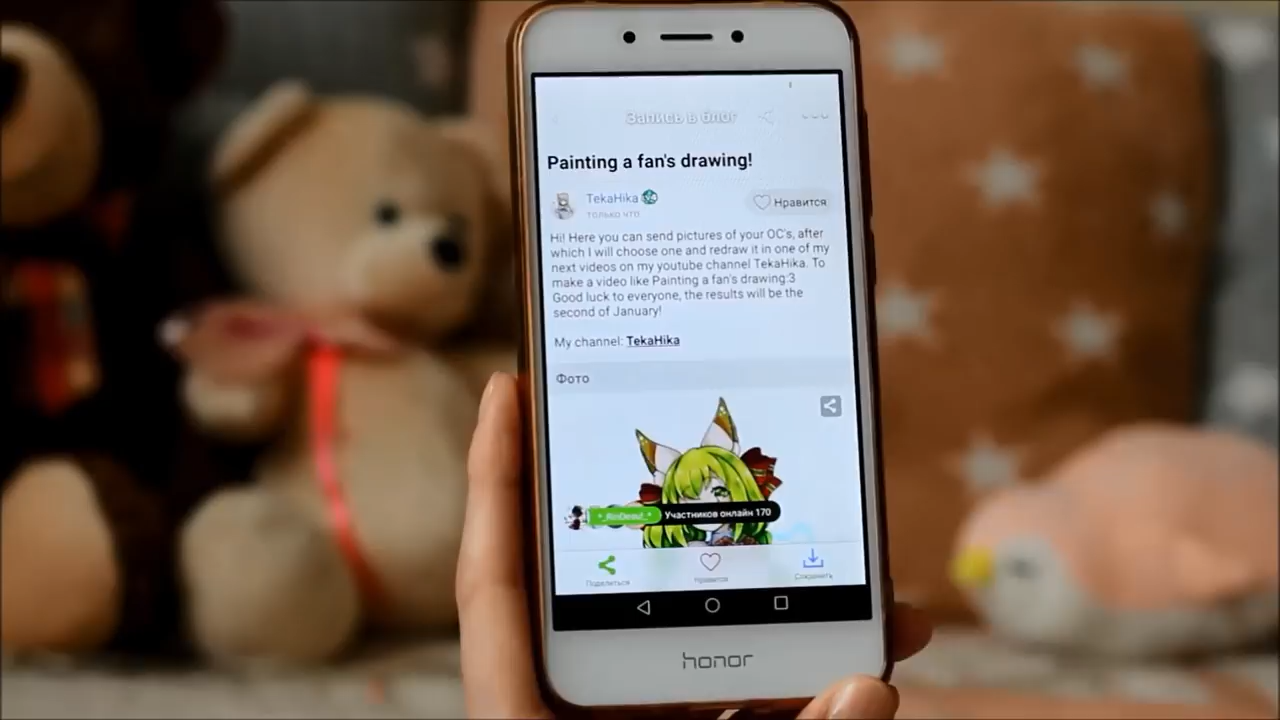 Запись в блог
Painting a fan's drawing!
TekaHika
только что
Нравится
Hi! Here you can send pictures of your OC's, after
which I will choose one and redraw it in one of my
next videos on my youtube channel TekaHika. To
make a video like Painting a fan's drawing:3
Good luck to everyone, the results will be the
second of January!
My channel: TekaHika
Фото
Участников онлайн 170
Поделиться Нравится Сохранить
honor